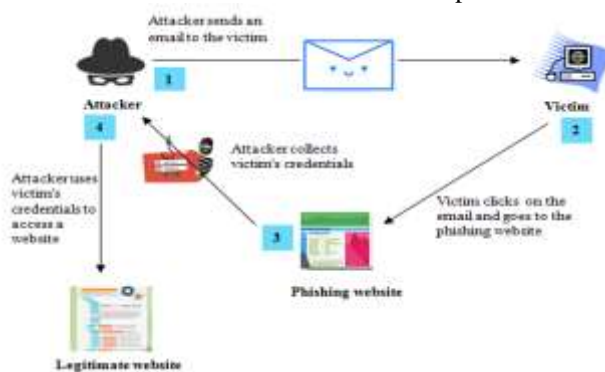 Attacker sends an
email to the victim
1
Attacker
Victim
4
2
Attacker collects
victim's credentials
Attacker uses
victim's
credentials to
access a
website
Victim clicks on the
email and goes to the
phishing website
3
Phishing website
Legitimate website